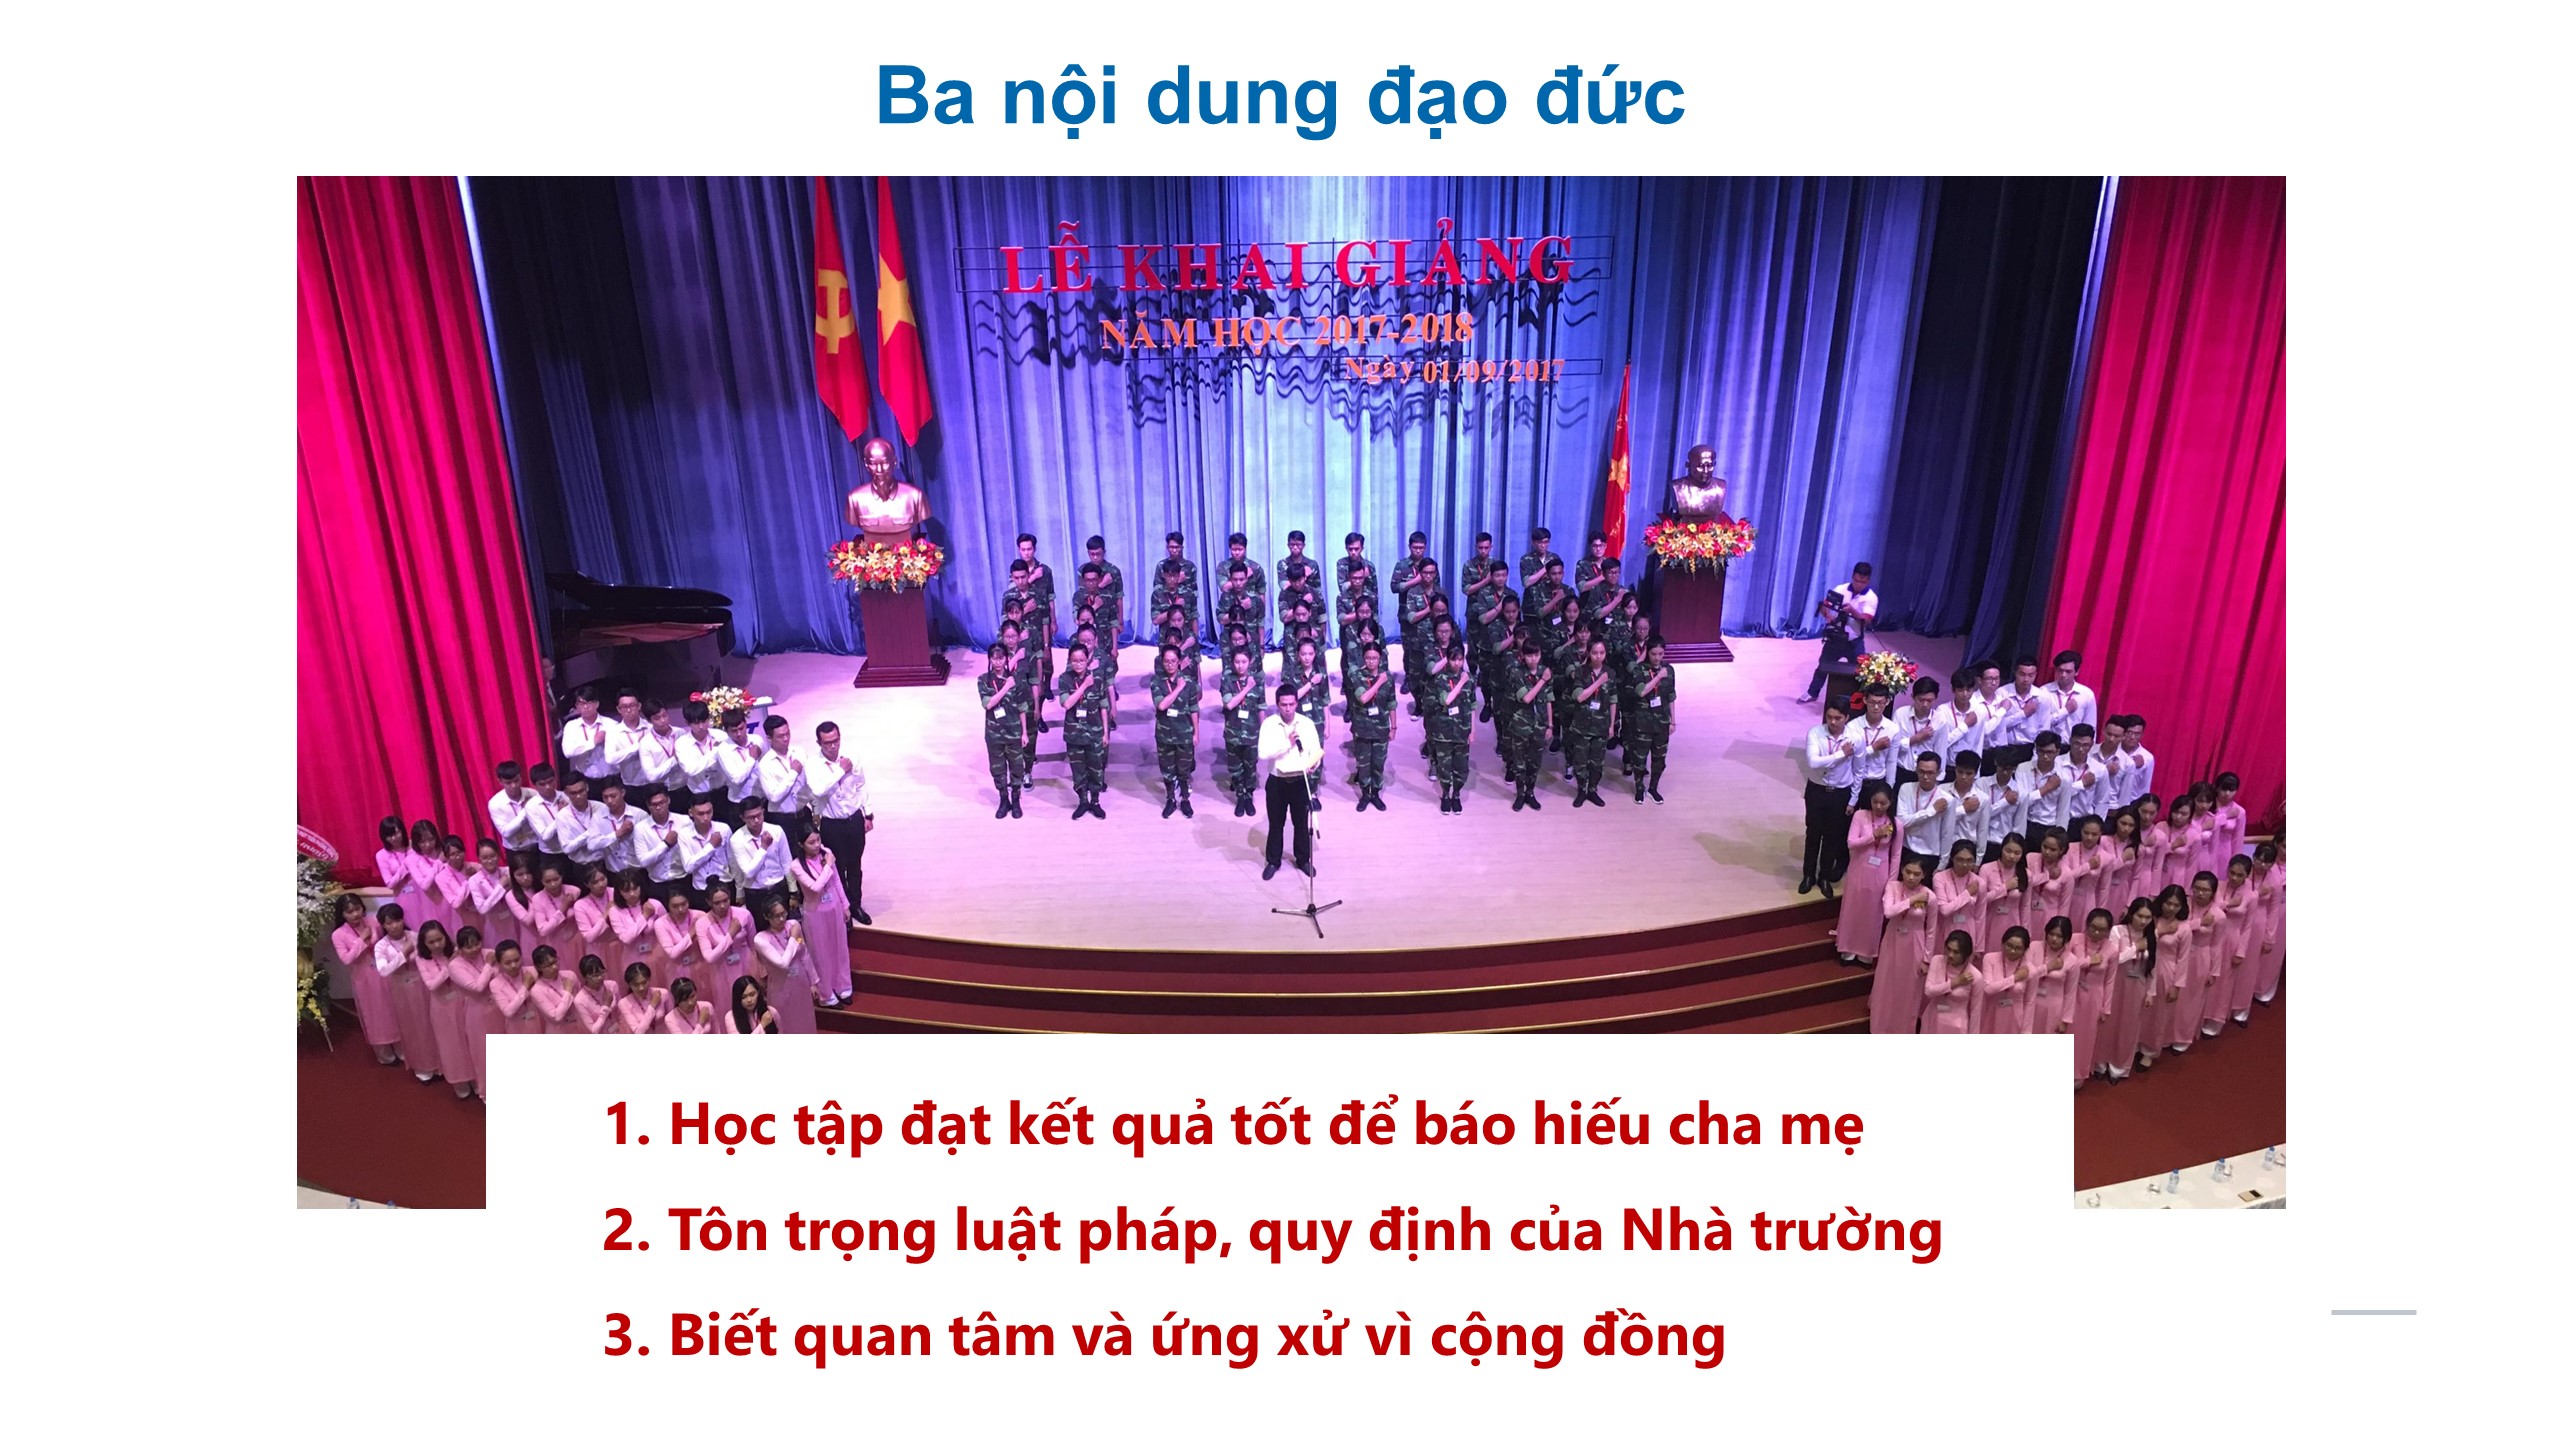 Ba nội dung đạo đức
LỄ KHAI GIẢNG
NĂM HỌC 2017-2018
Ngày 01/09/2017
1. Học tập đạt kết quả tốt để báo hiếu cha mẹ
2. Tôn trọng luật pháp, quy định của Nhà trường
3. Biết quan tâm và ứng xử vì cộng đồng